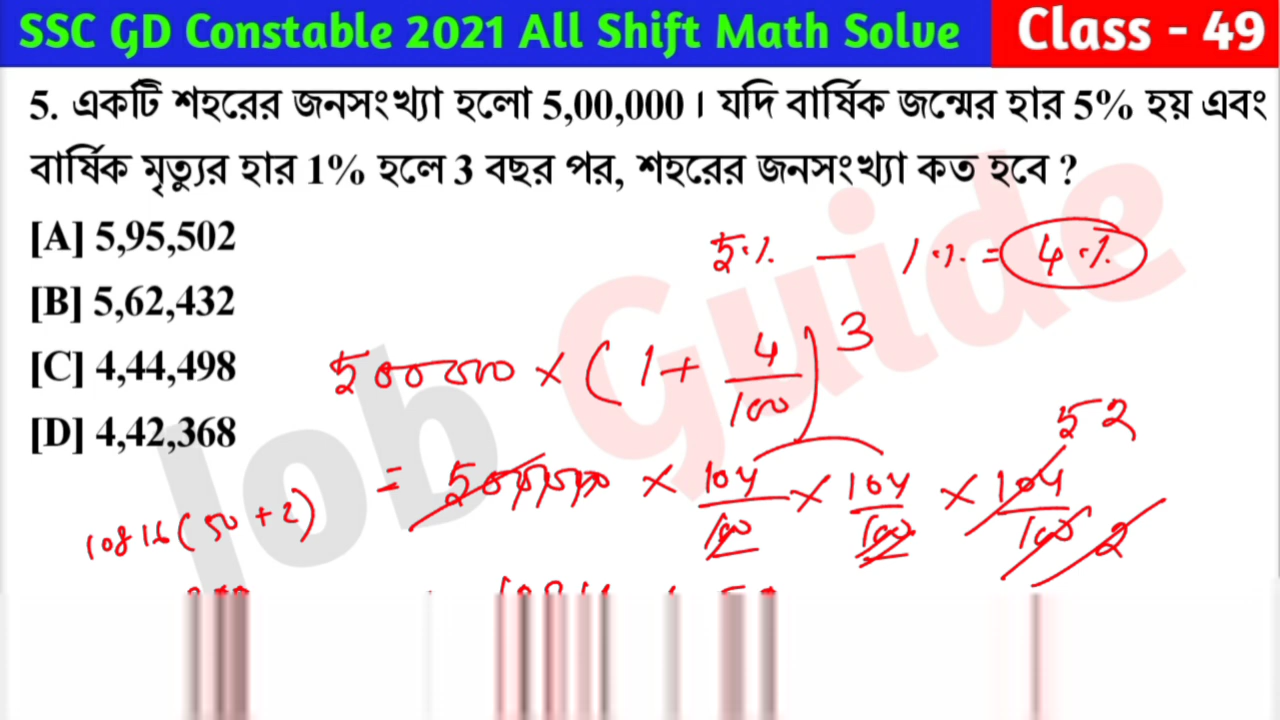 SSC GD Constable 2021 All Shift Math Solve
Class - 49
5. একটি শহরের জনসংখ্যা হলো 5,00,000। যদি বার্ষিক জন্মের হার 5% হয় এবং
বার্ষিক মৃত্যুর হার 1% হলে 3 বছর পর, শহরের জনসংখ্যা কত হবে ?
[A] 5,95,502
[B] 5,62,432
[C] 4,44,498
[D] 4,42,368
5% — 1% = 4%
500000 × (1 + 4/100)^3
52
= 500000 × 104/100 × 104/100 × 104/100 2
10816(50+2)
Job Guide